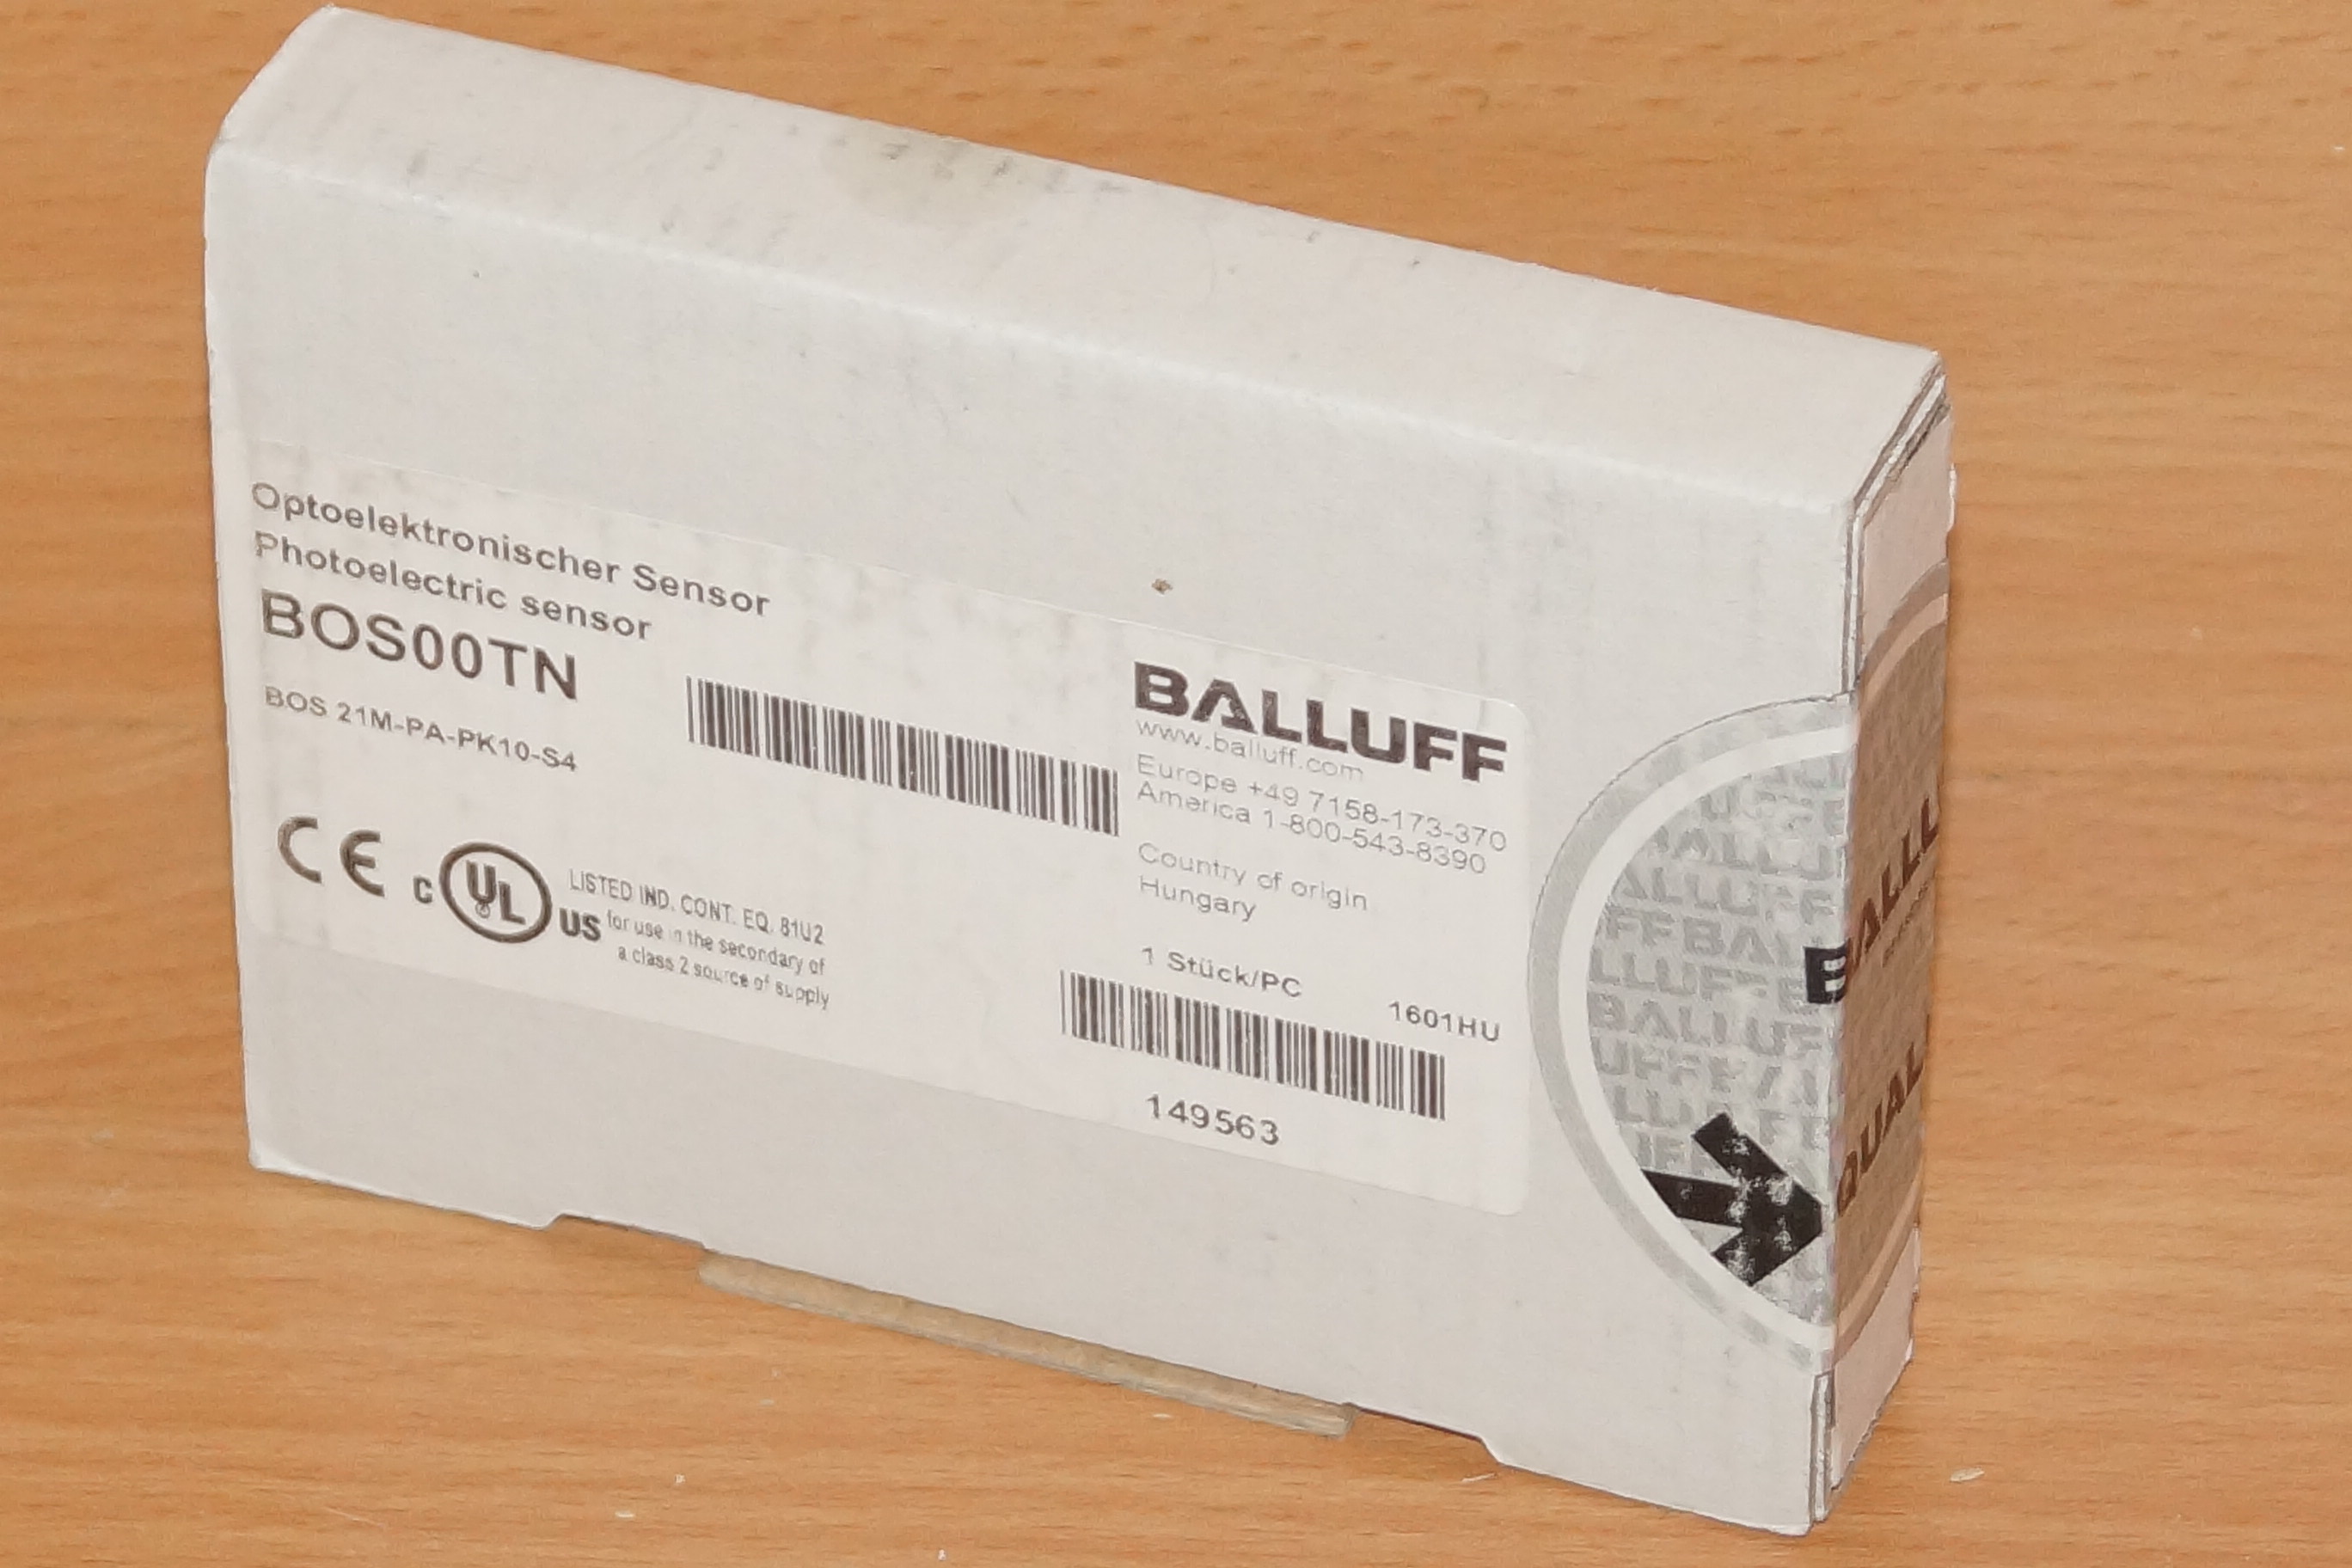 Optoelektronischer Sensor
Photoelectric sensor
BOS00TN
BOS 21M-PA-PK10-S4
CE
c UL US
LISTED IND. CONT. EQ. 81U2
for use in the secondary of
a class 2 source of supply
BALLUFF
www.balluff.com
Europe +49 7158-173-370
America 1-800-543-8390
Country of origin
Hungary
1 Stück/PC
1601HU
149563
BALLU
QUAL